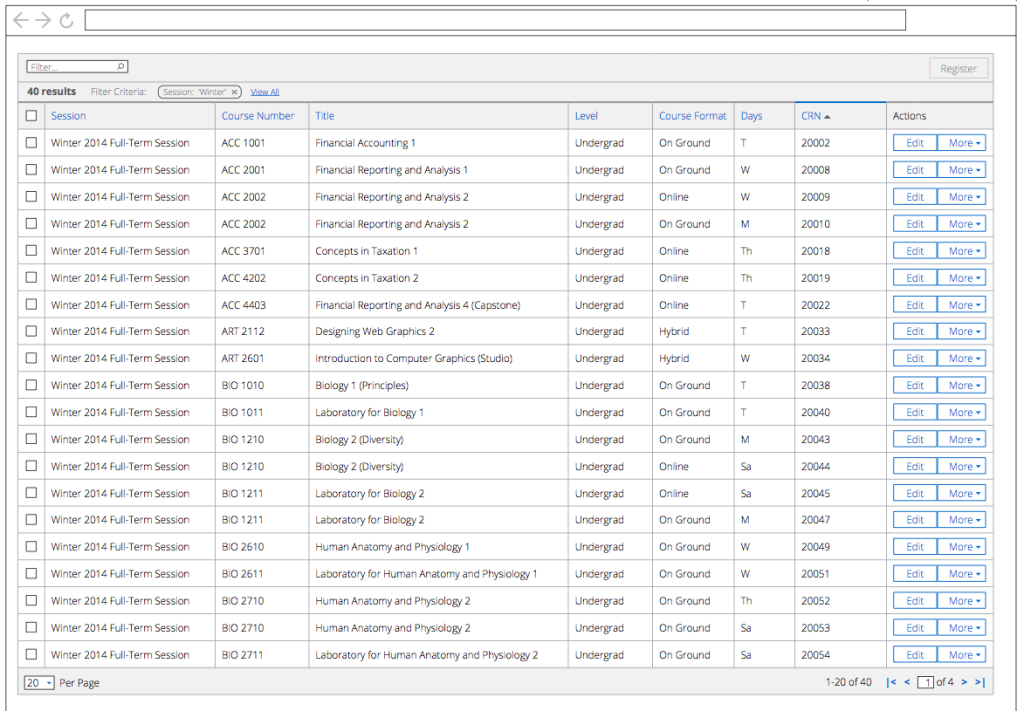 Filter...
Register
40 results Filter Criteria: Session: 'Winter' × View All
Session Course Number Title Level Course Format Days CRN Actions
Winter 2014 Full-Term Session ACC 1001 Financial Accounting 1 Undergrad On Ground T 20002 Edit More
Winter 2014 Full-Term Session ACC 2001 Financial Reporting and Analysis 1 Undergrad On Ground W 20008 Edit More
Winter 2014 Full-Term Session ACC 2002 Financial Reporting and Analysis 2 Undergrad Online W 20009 Edit More
Winter 2014 Full-Term Session ACC 2002 Financial Reporting and Analysis 2 Undergrad On Ground M 20010 Edit More
Winter 2014 Full-Term Session ACC 3701 Concepts in Taxation 1 Undergrad Online Th 20018 Edit More
Winter 2014 Full-Term Session ACC 4202 Concepts in Taxation 2 Undergrad Online Th 20019 Edit More
Winter 2014 Full-Term Session ACC 4403 Financial Reporting and Analysis 4 (Capstone) Undergrad Online T 20022 Edit More
Winter 2014 Full-Term Session ART 2112 Designing Web Graphics 2 Undergrad Hybrid T 20033 Edit More
Winter 2014 Full-Term Session ART 2601 Introduction to Computer Graphics (Studio) Undergrad Hybrid W 20034 Edit More
Winter 2014 Full-Term Session BIO 1010 Biology 1 (Principles) Undergrad On Ground T 20038 Edit More
Winter 2014 Full-Term Session BIO 1011 Laboratory for Biology 1 Undergrad On Ground T 20040 Edit More
Winter 2014 Full-Term Session BIO 1210 Biology 2 (Diversity) Undergrad On Ground M 20043 Edit More
Winter 2014 Full-Term Session BIO 1210 Biology 2 (Diversity) Undergrad Online Sa 20044 Edit More
Winter 2014 Full-Term Session BIO 1211 Laboratory for Biology 2 Undergrad Online Sa 20045 Edit More
Winter 2014 Full-Term Session BIO 1211 Laboratory for Biology 2 Undergrad On Ground M 20047 Edit More
Winter 2014 Full-Term Session BIO 2610 Human Anatomy and Physiology 1 Undergrad On Ground W 20049 Edit More
Winter 2014 Full-Term Session BIO 2611 Laboratory for Human Anatomy and Physiology 1 Undergrad On Ground W 20051 Edit More
Winter 2014 Full-Term Session BIO 2710 Human Anatomy and Physiology 2 Undergrad On Ground Th 20052 Edit More
Winter 2014 Full-Term Session BIO 2710 Human Anatomy and Physiology 2 Undergrad On Ground Sa 20053 Edit More
Winter 2014 Full-Term Session BIO 2711 Laboratory for Human Anatomy and Physiology 2 Undergrad On Ground Sa 20054 Edit More
20 Per Page 1-20 of 40 |< < 1 of 4 > >|